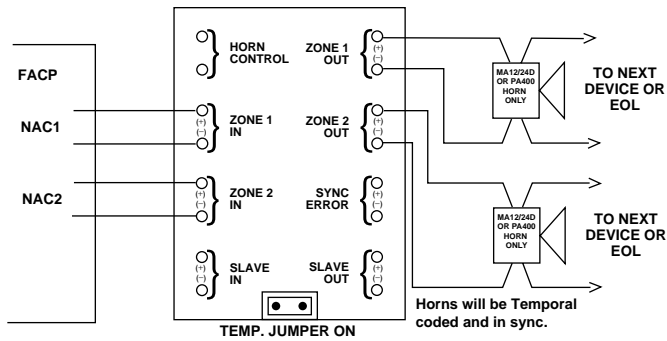 FACP
NAC1
NAC2
HORN
CONTROL
(+)
(−)
ZONE 1
IN
(+)
(−)
ZONE 2
IN
(+)
(−)
SLAVE
IN
ZONE 1
OUT
(+)
(−)
ZONE 2
OUT
(+)
(−)
SYNC
ERROR
(+)
(−)
SLAVE
OUT
(+)
(−)
TEMP. JUMPER ON
MA12/24D
OR PA400
HORN
ONLY
TO NEXT
DEVICE OR
EOL
MA12/24D
OR PA400
HORN
ONLY
TO NEXT
DEVICE OR
EOL
Horns will be Temporal
coded and in sync.